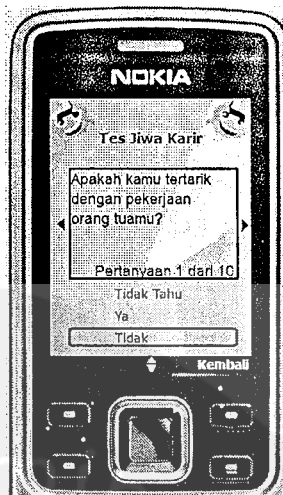 NOKIA
Tes Jiwa Karir
Apakah kamu tertarik
dengan pekerjaan
orang tuamu?
Pertanyaan 1 dari 10
Tidak Tahu
Ya
Tidak
Kembali